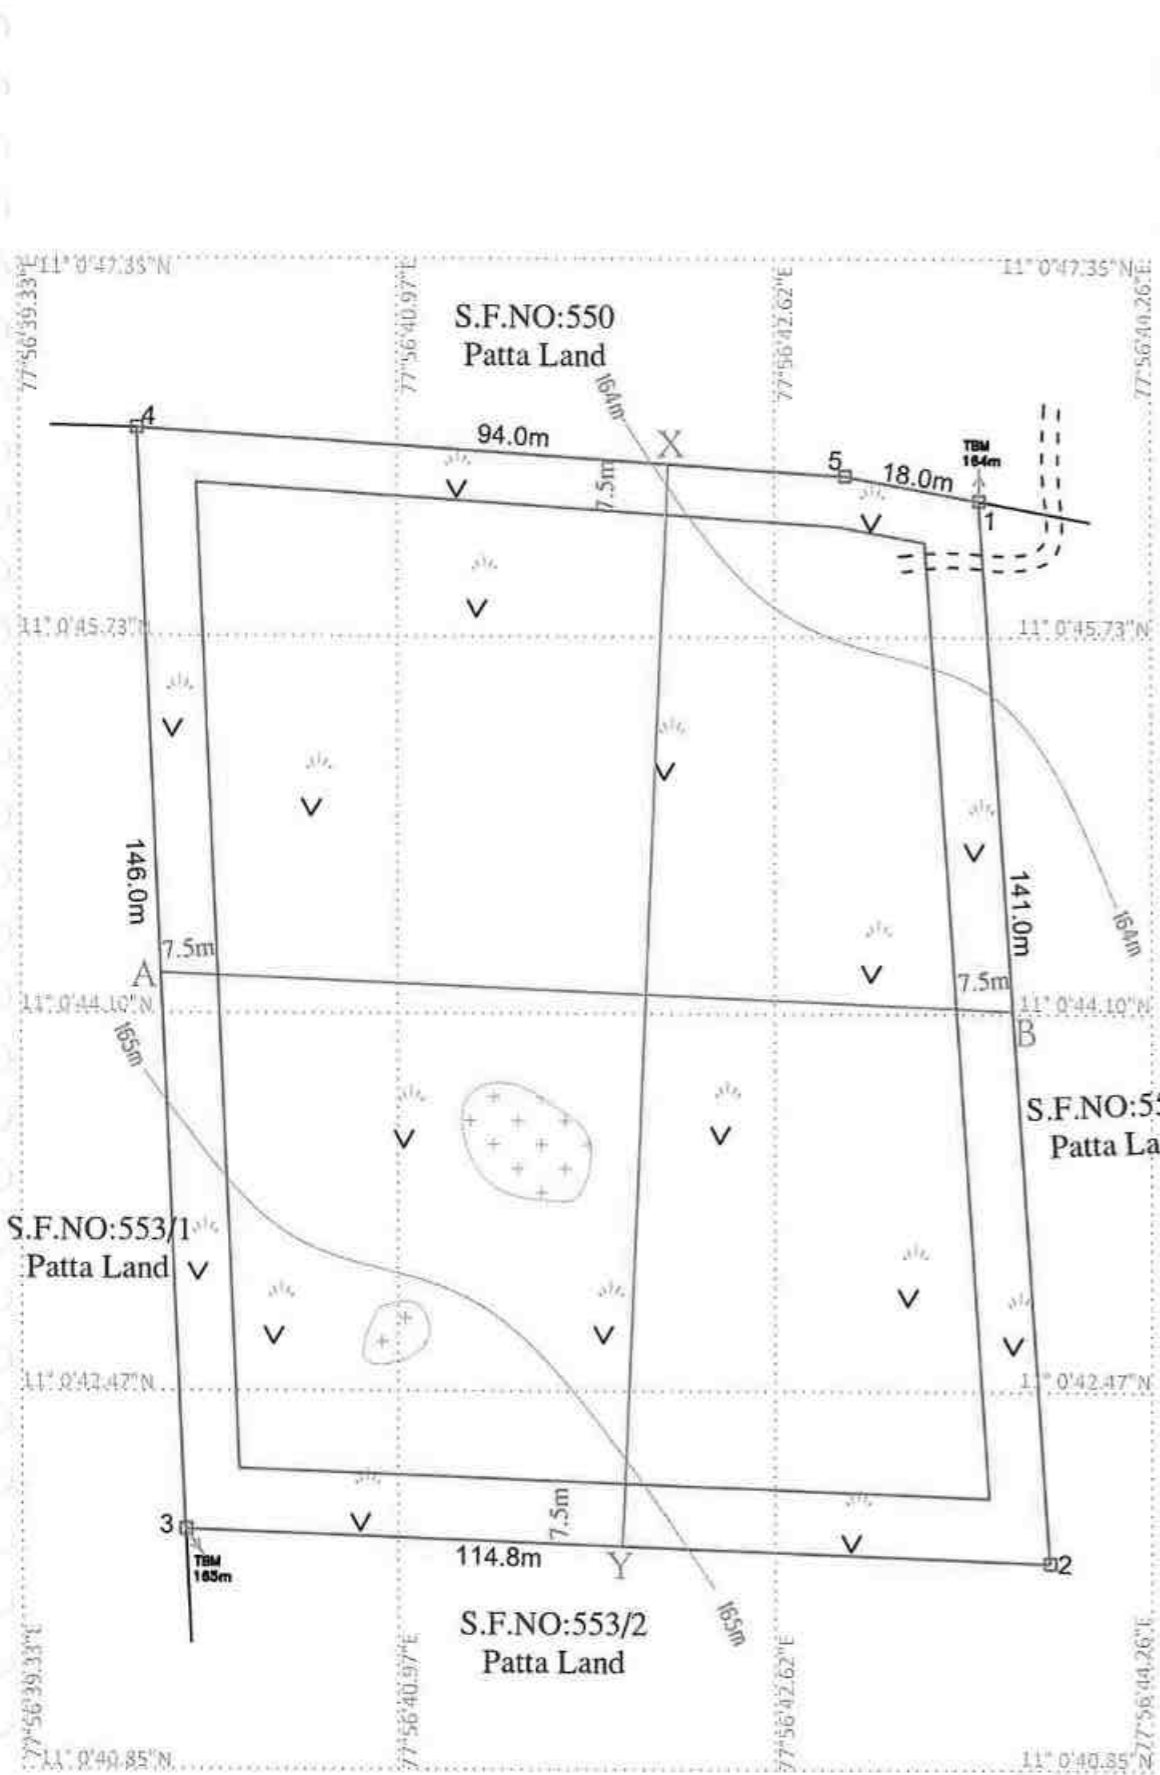 11° 0'47.35"N
11° 0'47.35"N
77°56'39.33"E
77°56'40.97"E
77°56'42.62"E
77°56'44.26"E
S.F.NO:550
Patta Land
164m
4
94.0m
X
5
18.0m
TBM
164m
1
7.5m
11° 0'45.73"N
11° 0'45.73"N
146.0m
141.0m
164m
7.5m
A
7.5m
B
11° 0'44.10"N
11° 0'44.10"N
165m
S.F.NO:55
Patta La
S.F.NO:553/1
Patta Land
11° 0'42.47"N
11° 0'42.47"N
7.5m
3
TBM
165m
114.8m
Y
2
165m
S.F.NO:553/2
Patta Land
77°56'39.33"E
77°56'40.97"E
77°56'42.62"E
77°56'44.26"E
11° 0'40.85"N
11° 0'40.85"N